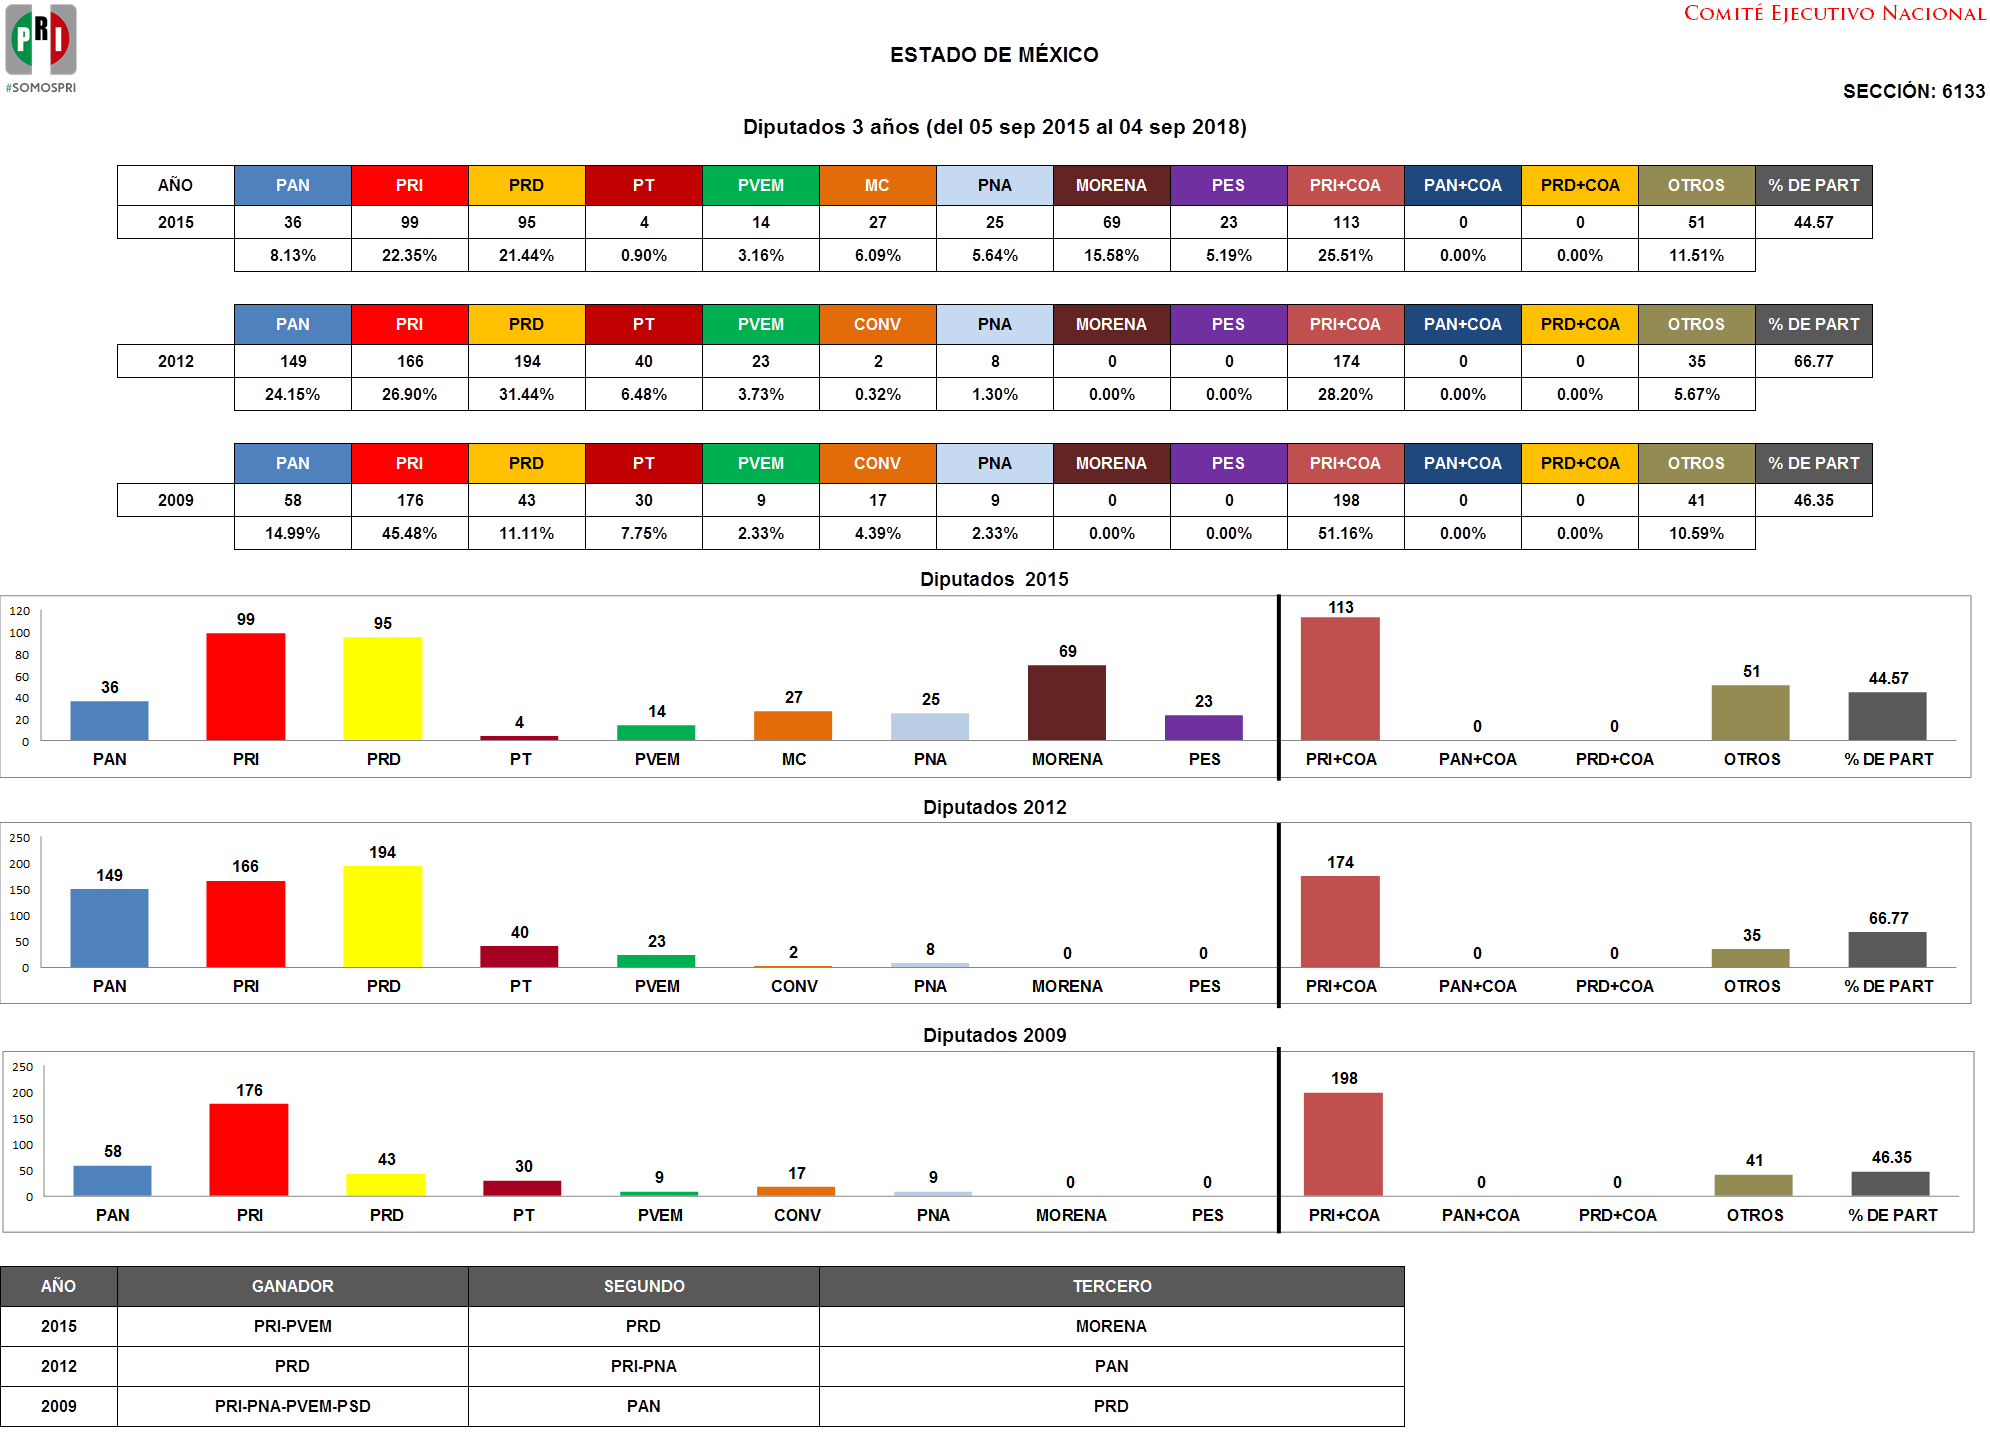 PRI
#SOMOSPRI
COMITÉ EJECUTIVO NACIONAL
ESTADO DE MÉXICO
SECCIÓN: 6133
Diputados 3 años (del 05 sep 2015 al 04 sep 2018)
AÑO PAN PRI PRD PT PVEM MC PNA MORENA PES PRI+COA PAN+COA PRD+COA OTROS % DE PART
2015 36 99 95 4 14 27 25 69 23 113 0 0 51 44.57
8.13% 22.35% 21.44% 0.90% 3.16% 6.09% 5.64% 15.58% 5.19% 25.51% 0.00% 0.00% 11.51%
PAN PRI PRD PT PVEM CONV PNA MORENA PES PRI+COA PAN+COA PRD+COA OTROS % DE PART
2012 149 166 194 40 23 2 8 0 0 174 0 0 35 66.77
24.15% 26.90% 31.44% 6.48% 3.73% 0.32% 1.30% 0.00% 0.00% 28.20% 0.00% 0.00% 5.67%
PAN PRI PRD PT PVEM CONV PNA MORENA PES PRI+COA PAN+COA PRD+COA OTROS % DE PART
2009 58 176 43 30 9 17 9 0 0 198 0 0 41 46.35
14.99% 45.48% 11.11% 7.75% 2.33% 4.39% 2.33% 0.00% 0.00% 51.16% 0.00% 0.00% 10.59%
Diputados 2015
120
100
80
60
40
20
0
36 99 95 4 14 27 25 69 23 113 0 0 51 44.57
PAN PRI PRD PT PVEM MC PNA MORENA PES PRI+COA PAN+COA PRD+COA OTROS % DE PART
Diputados 2012
250
200
150
100
50
0
149 166 194 40 23 2 8 0 0 174 0 0 35 66.77
PAN PRI PRD PT PVEM CONV PNA MORENA PES PRI+COA PAN+COA PRD+COA OTROS % DE PART
Diputados 2009
250
200
150
100
50
0
58 176 43 30 9 17 9 0 0 198 0 0 41 46.35
PAN PRI PRD PT PVEM CONV PNA MORENA PES PRI+COA PAN+COA PRD+COA OTROS % DE PART
AÑO GANADOR SEGUNDO TERCERO
2015 PRI-PVEM PRD MORENA
2012 PRD PRI-PNA PAN
2009 PRI-PNA-PVEM-PSD PAN PRD